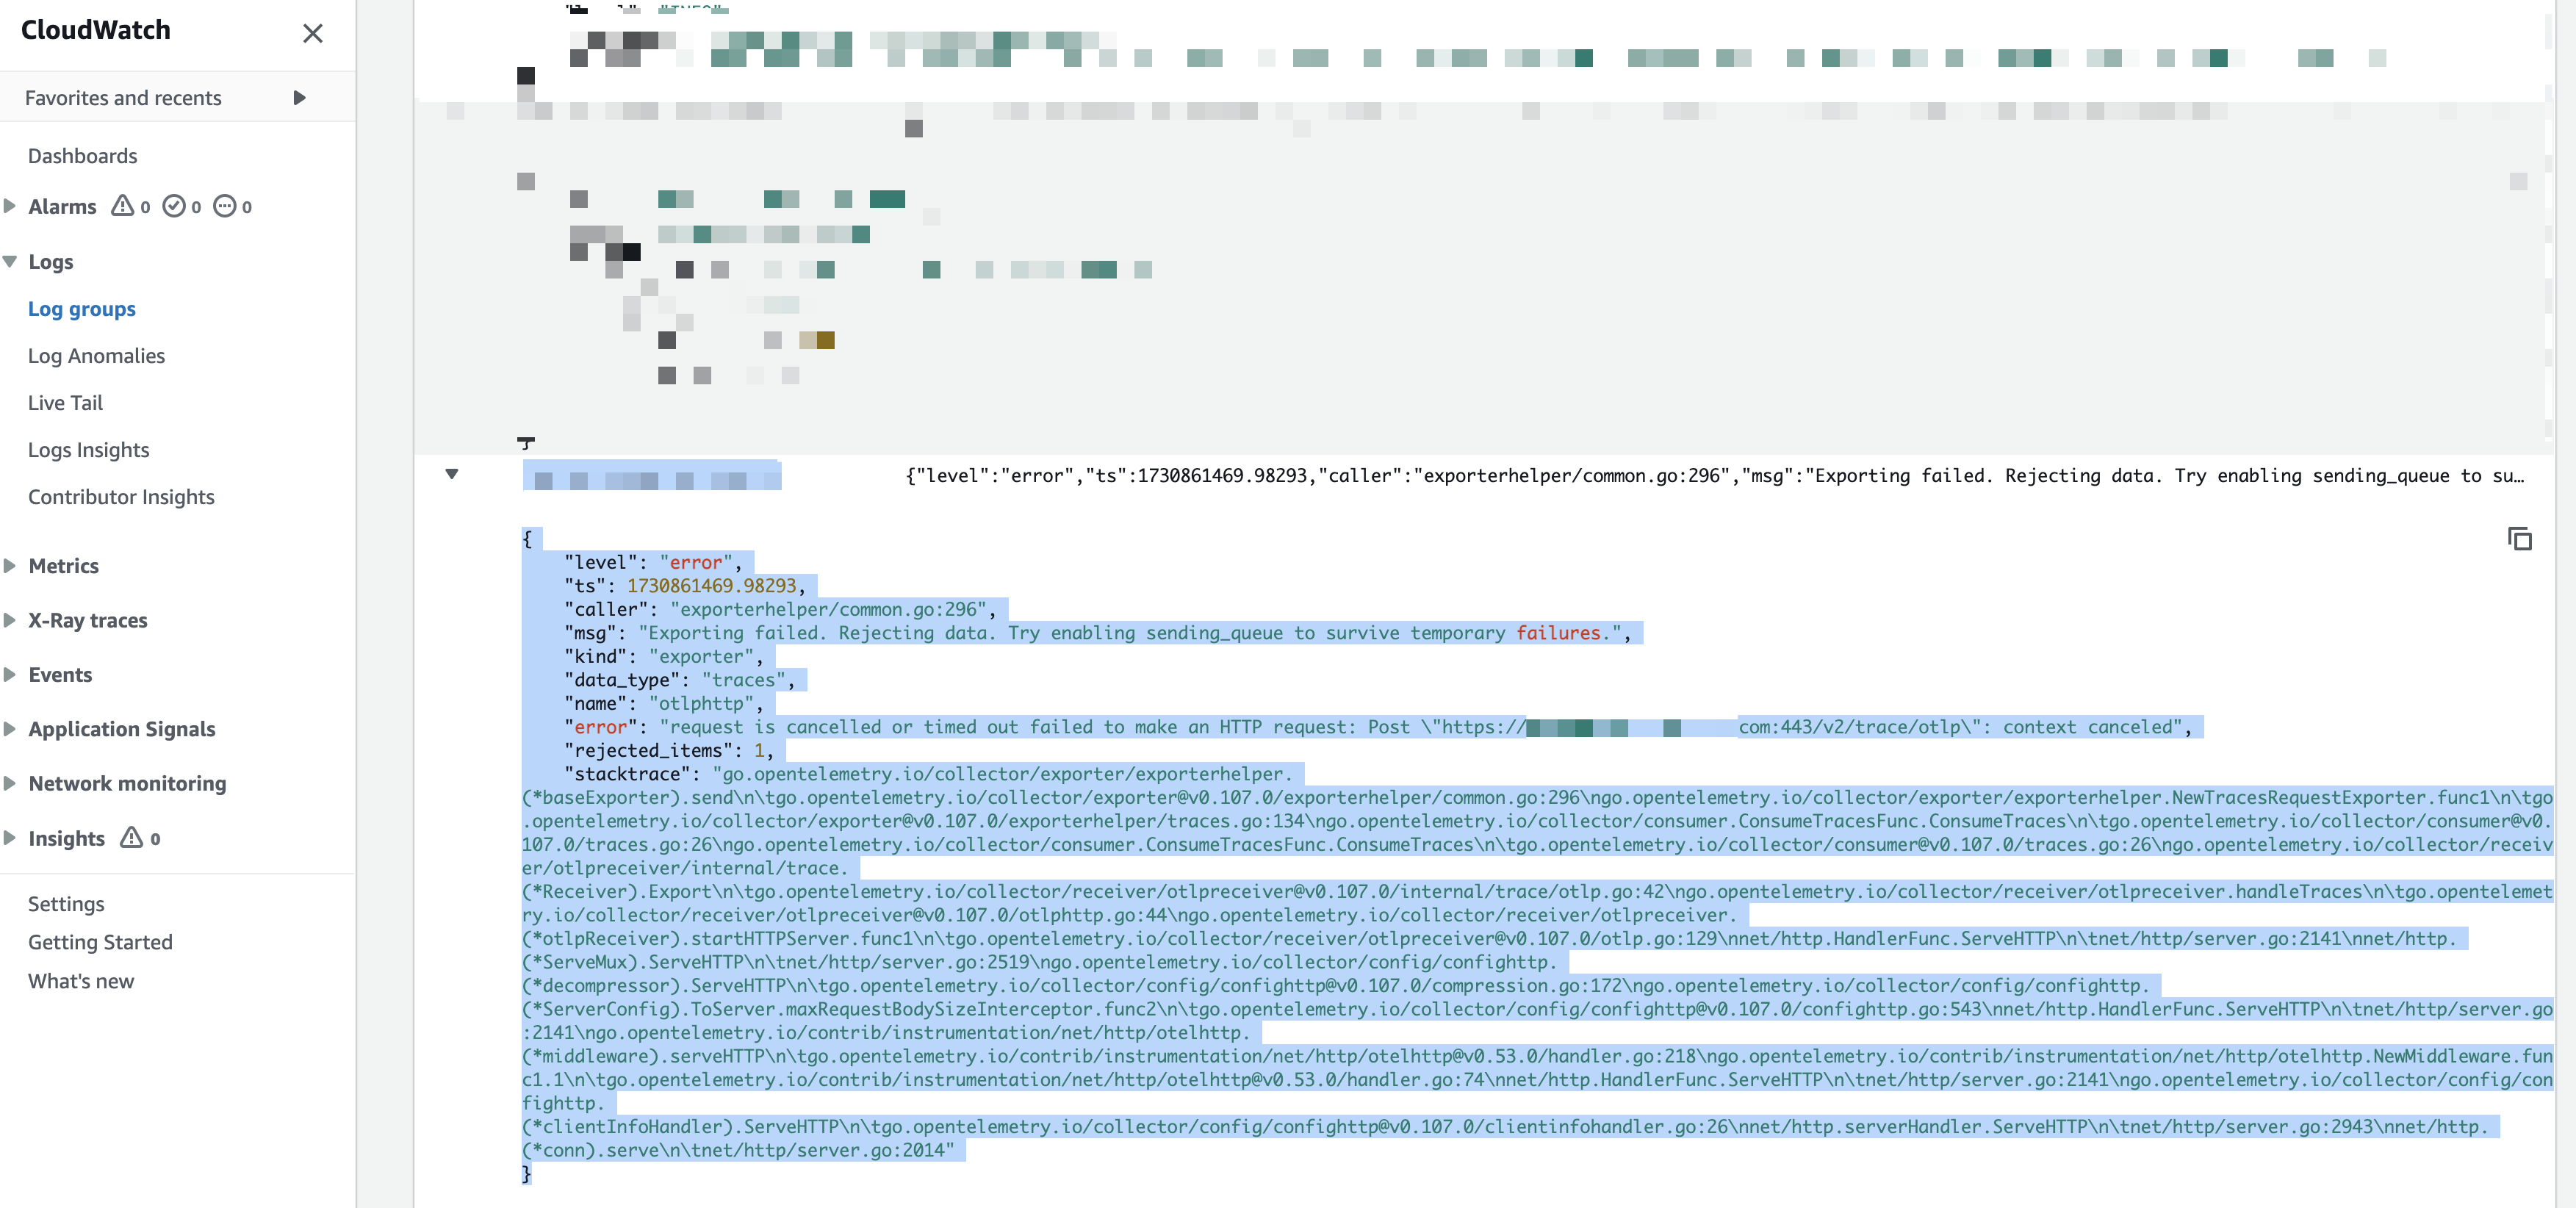 CloudWatch
Favorites and recents
Dashboards
Alarms 0 0 0
Logs
Log groups
Log Anomalies
Live Tail
Logs Insights
Contributor Insights
Metrics
X-Ray traces
Events
Application Signals
Network monitoring
Insights 0
Settings
Getting Started
What's new
"INFO"
}
{"level":"error","ts":1730861469.98293,"caller":"exporterhelper/common.go:296","msg":"Exporting failed. Rejecting data. Try enabling sending_queue to su…
{
"level": "error",
"ts": 1730861469.98293,
"caller": "exporterhelper/common.go:296",
"msg": "Exporting failed. Rejecting data. Try enabling sending_queue to survive temporary failures.",
"kind": "exporter",
"data_type": "traces",
"name": "otlphttp",
"error": "request is cancelled or timed out failed to make an HTTP request: Post \"https:// com:443/v2/trace/otlp\": context canceled",
"rejected_items": 1,
"stacktrace": "go.opentelemetry.io/collector/exporter/exporterhelper.
(*baseExporter).send\n\tgo.opentelemetry.io/collector/exporter@v0.107.0/exporterhelper/common.go:296\ngo.opentelemetry.io/collector/exporter/exporterhelper.NewTracesRequestExporter.func1\n\tgo
.opentelemetry.io/collector/exporter@v0.107.0/exporterhelper/traces.go:134\ngo.opentelemetry.io/collector/consumer.ConsumeTracesFunc.ConsumeTraces\n\tgo.opentelemetry.io/collector/consumer@v0.
107.0/traces.go:26\ngo.opentelemetry.io/collector/consumer.ConsumeTracesFunc.ConsumeTraces\n\tgo.opentelemetry.io/collector/consumer@v0.107.0/traces.go:26\ngo.opentelemetry.io/collector/receiv
er/otlpreceiver/internal/trace.
(*Receiver).Export\n\tgo.opentelemetry.io/collector/receiver/otlpreceiver@v0.107.0/internal/trace/otlp.go:42\ngo.opentelemetry.io/collector/receiver/otlpreceiver.handleTraces\n\tgo.opentelemet
ry.io/collector/receiver/otlpreceiver@v0.107.0/otlphttp.go:44\ngo.opentelemetry.io/collector/receiver/otlpreceiver.
(*otlpReceiver).startHTTPServer.func1\n\tgo.opentelemetry.io/collector/receiver/otlpreceiver@v0.107.0/otlp.go:129\nnet/http.HandlerFunc.ServeHTTP\n\tnet/http/server.go:2141\nnet/http.
(*ServeMux).ServeHTTP\n\tnet/http/server.go:2519\ngo.opentelemetry.io/collector/config/confighttp.
(*decompressor).ServeHTTP\n\tgo.opentelemetry.io/collector/config/confighttp@v0.107.0/compression.go:172\ngo.opentelemetry.io/collector/config/confighttp.
(*ServerConfig).ToServer.maxRequestBodySizeInterceptor.func2\n\tgo.opentelemetry.io/collector/config/confighttp@v0.107.0/confighttp.go:543\nnet/http.HandlerFunc.ServeHTTP\n\tnet/http/server.go
:2141\ngo.opentelemetry.io/contrib/instrumentation/net/http/otelhttp.
(*middleware).serveHTTP\n\tgo.opentelemetry.io/contrib/instrumentation/net/http/otelhttp@v0.53.0/handler.go:218\ngo.opentelemetry.io/contrib/instrumentation/net/http/otelhttp.NewMiddleware.fun
c1.1\n\tgo.opentelemetry.io/contrib/instrumentation/net/http/otelhttp@v0.53.0/handler.go:74\nnet/http.HandlerFunc.ServeHTTP\n\tnet/http/server.go:2141\ngo.opentelemetry.io/collector/config/con
fighttp.
(*clientInfoHandler).ServeHTTP\n\tgo.opentelemetry.io/collector/config/confighttp@v0.107.0/clientinfohandler.go:26\nnet/http.serverHandler.ServeHTTP\n\tnet/http/server.go:2943\nnet/http.
(*conn).serve\n\tnet/http/server.go:2014"
}